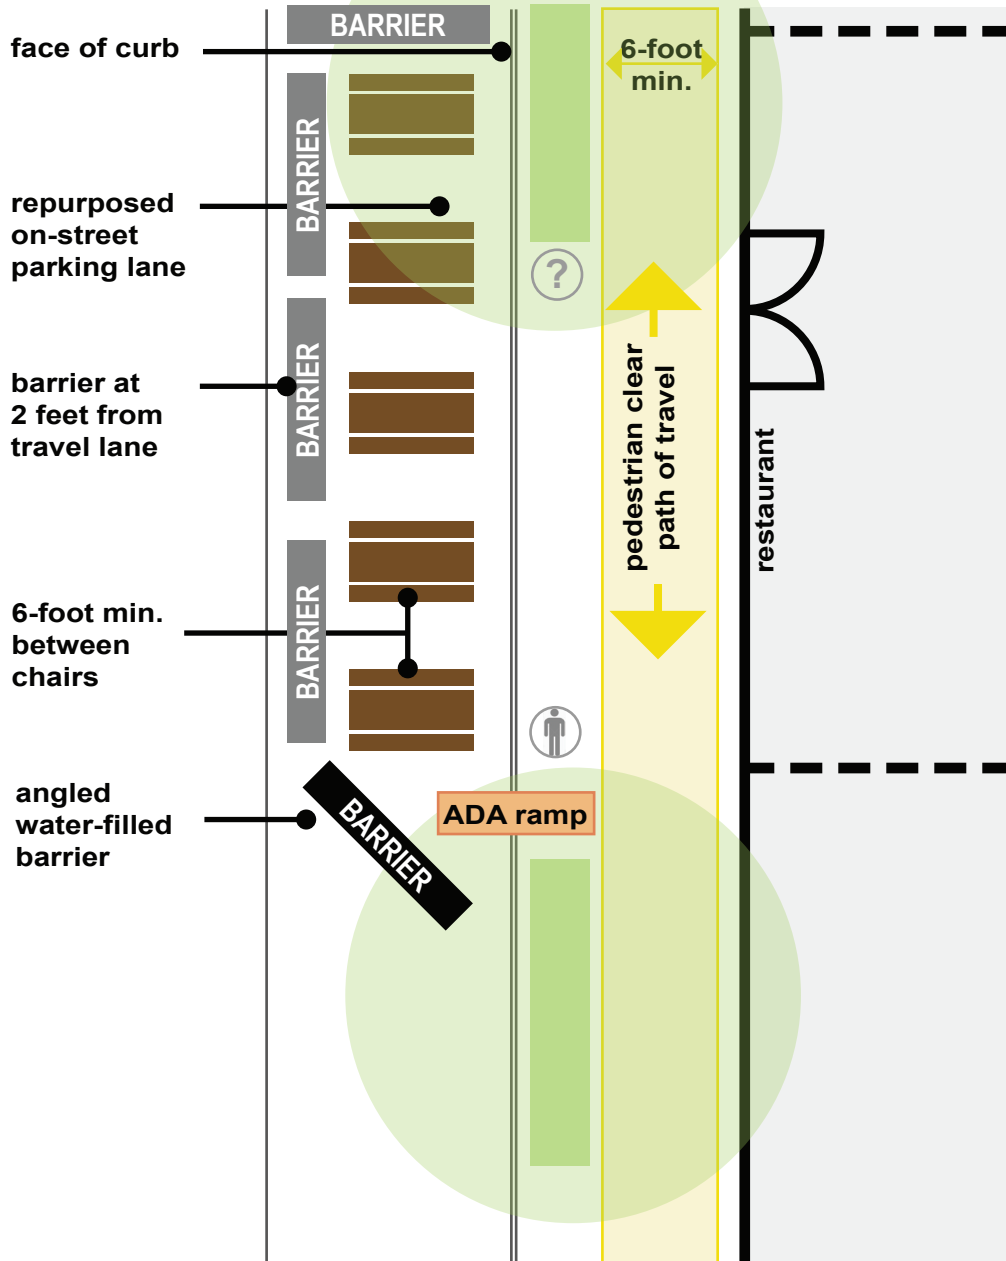 BARRIER
face of curb
6-foot
min.
BARRIER
repurposed
on-street
parking lane
?
barrier at
2 feet from
travel lane
BARRIER
pedestrian clear
path of travel
restaurant
6-foot min.
between
chairs
BARRIER
angled
water-filled
barrier
BARRIER
ADA ramp